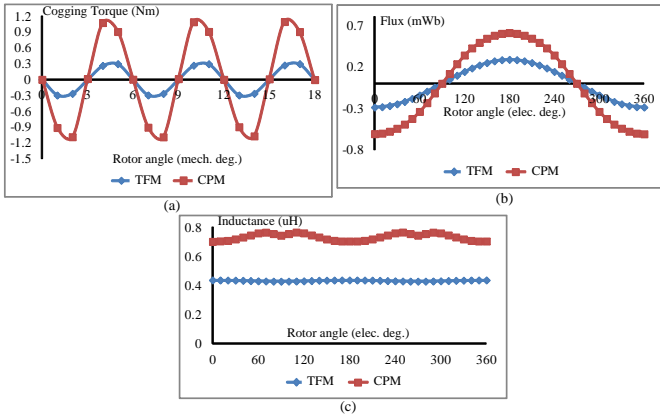 Cogging Torque (Nm)
1.2
0.9
0.6
0.3
0
-0.3
-0.6
-0.9
-1.2
-1.5
0 3 6 9 12 15 18
Rotor angle (mech. deg.)
TFM CPM
(a)
Flux (mWb)
0.7
0.2
-0.3
-0.8
0 60 120 180 240 300 360
Rotor angle (elec. deg.)
TFM CPM
(b)
Inductance (uH)
0.8
0.6
0.4
0.2
0
Rotor angle (elec. deg.)
0 60 120 180 240 300 360
TFM CPM
(c)